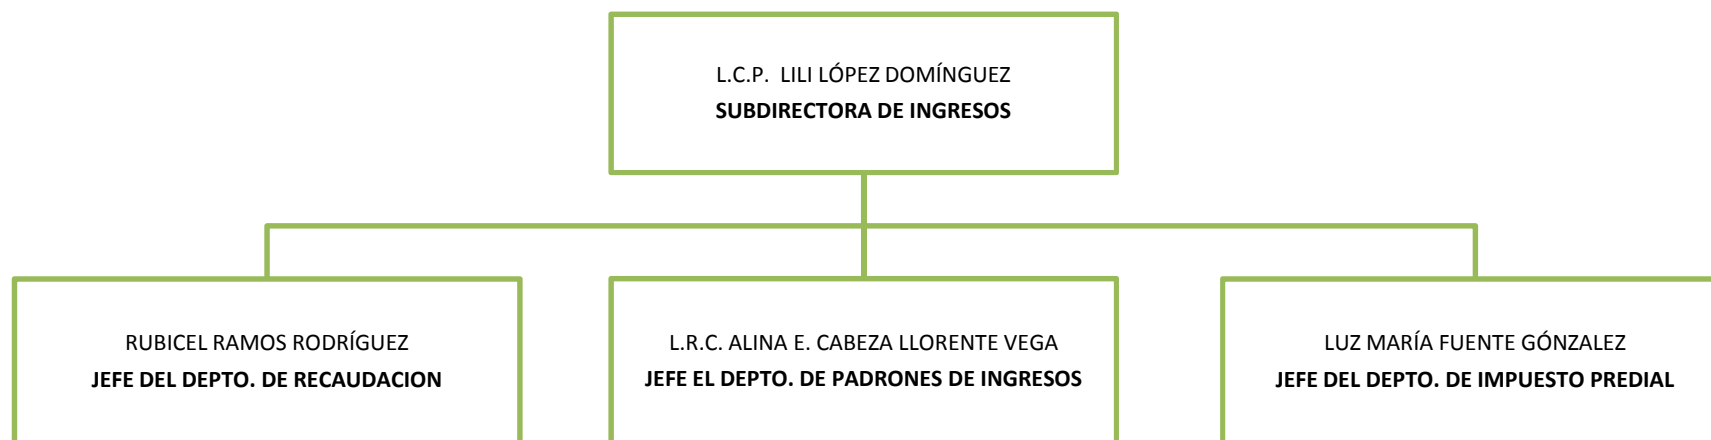 L.C.P. LILI LÓPEZ DOMÍNGUEZ
SUBDIRECTORA DE INGRESOS
RUBICEL RAMOS RODRÍGUEZ
JEFE DEL DEPTO. DE RECAUDACION
L.R.C. ALINA E. CABEZA LLORENTE VEGA
JEFE EL DEPTO. DE PADRONES DE INGRESOS
LUZ MARÍA FUENTE GÓNZALEZ
JEFE DEL DEPTO. DE IMPUESTO PREDIAL